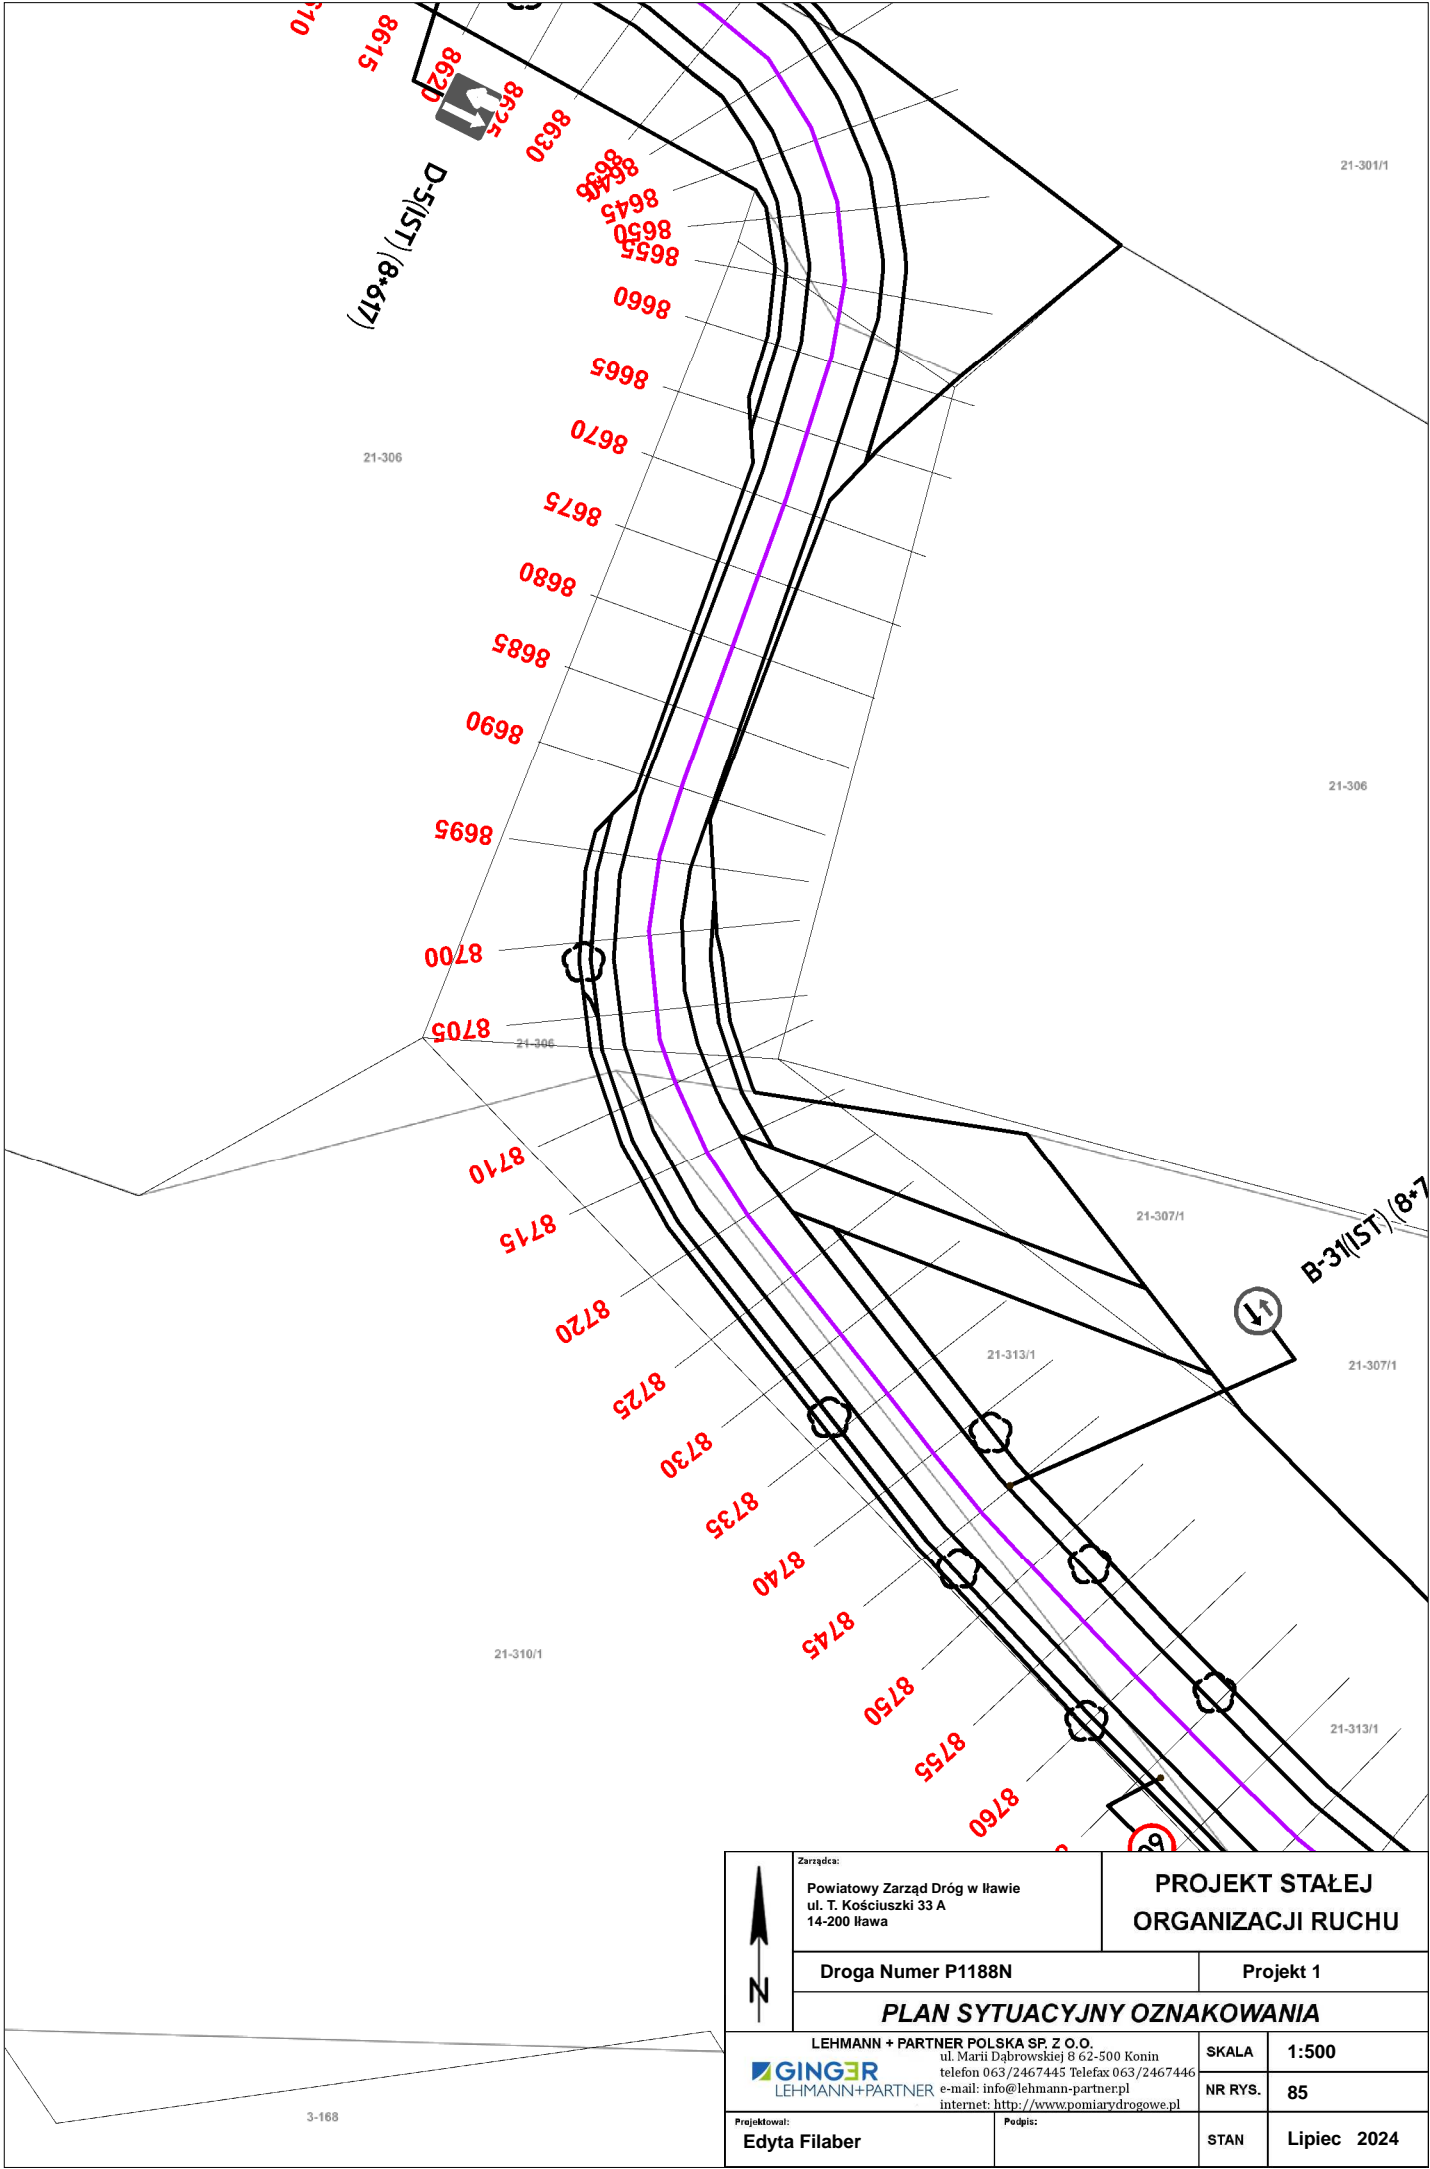 8615
8620
8625
8630
8635
8640
8645
8650
8655
8660
8665
8670
8675
8680
8685
8690
8695
8700
8705
8710
8715
8720
8725
8730
8735
8740
8745
8750
8755
8760
D-5(IST) (8+617)
B-31(IST) (8+7
21-301/1
21-306
21-306
21-306
21-307/1
21-313/1
21-307/1
21-310/1
21-313/1
3-168
Zarządca:
Powiatowy Zarząd Dróg w Iławie
ul. T. Kościuszki 33 A
14-200 Iława
PROJEKT STAŁEJ
ORGANIZACJI RUCHU
N
Droga Numer P1188N
Projekt 1
PLAN SYTUACYJNY OZNAKOWANIA
LEHMANN + PARTNER POLSKA SP. Z O.O.
ul. Marii Dąbrowskiej 8 62-500 Konin
telefon 063/2467445 Telefax 063/2467446
e-mail: info@lehmann-partner.pl
internet: http://www.pomiarydrogowe.pl
GINGER
LEHMANN+PARTNER
SKALA 1:500
NR RYS. 85
Projektował:
Edyta Filaber
Podpis:
STAN Lipiec 2024